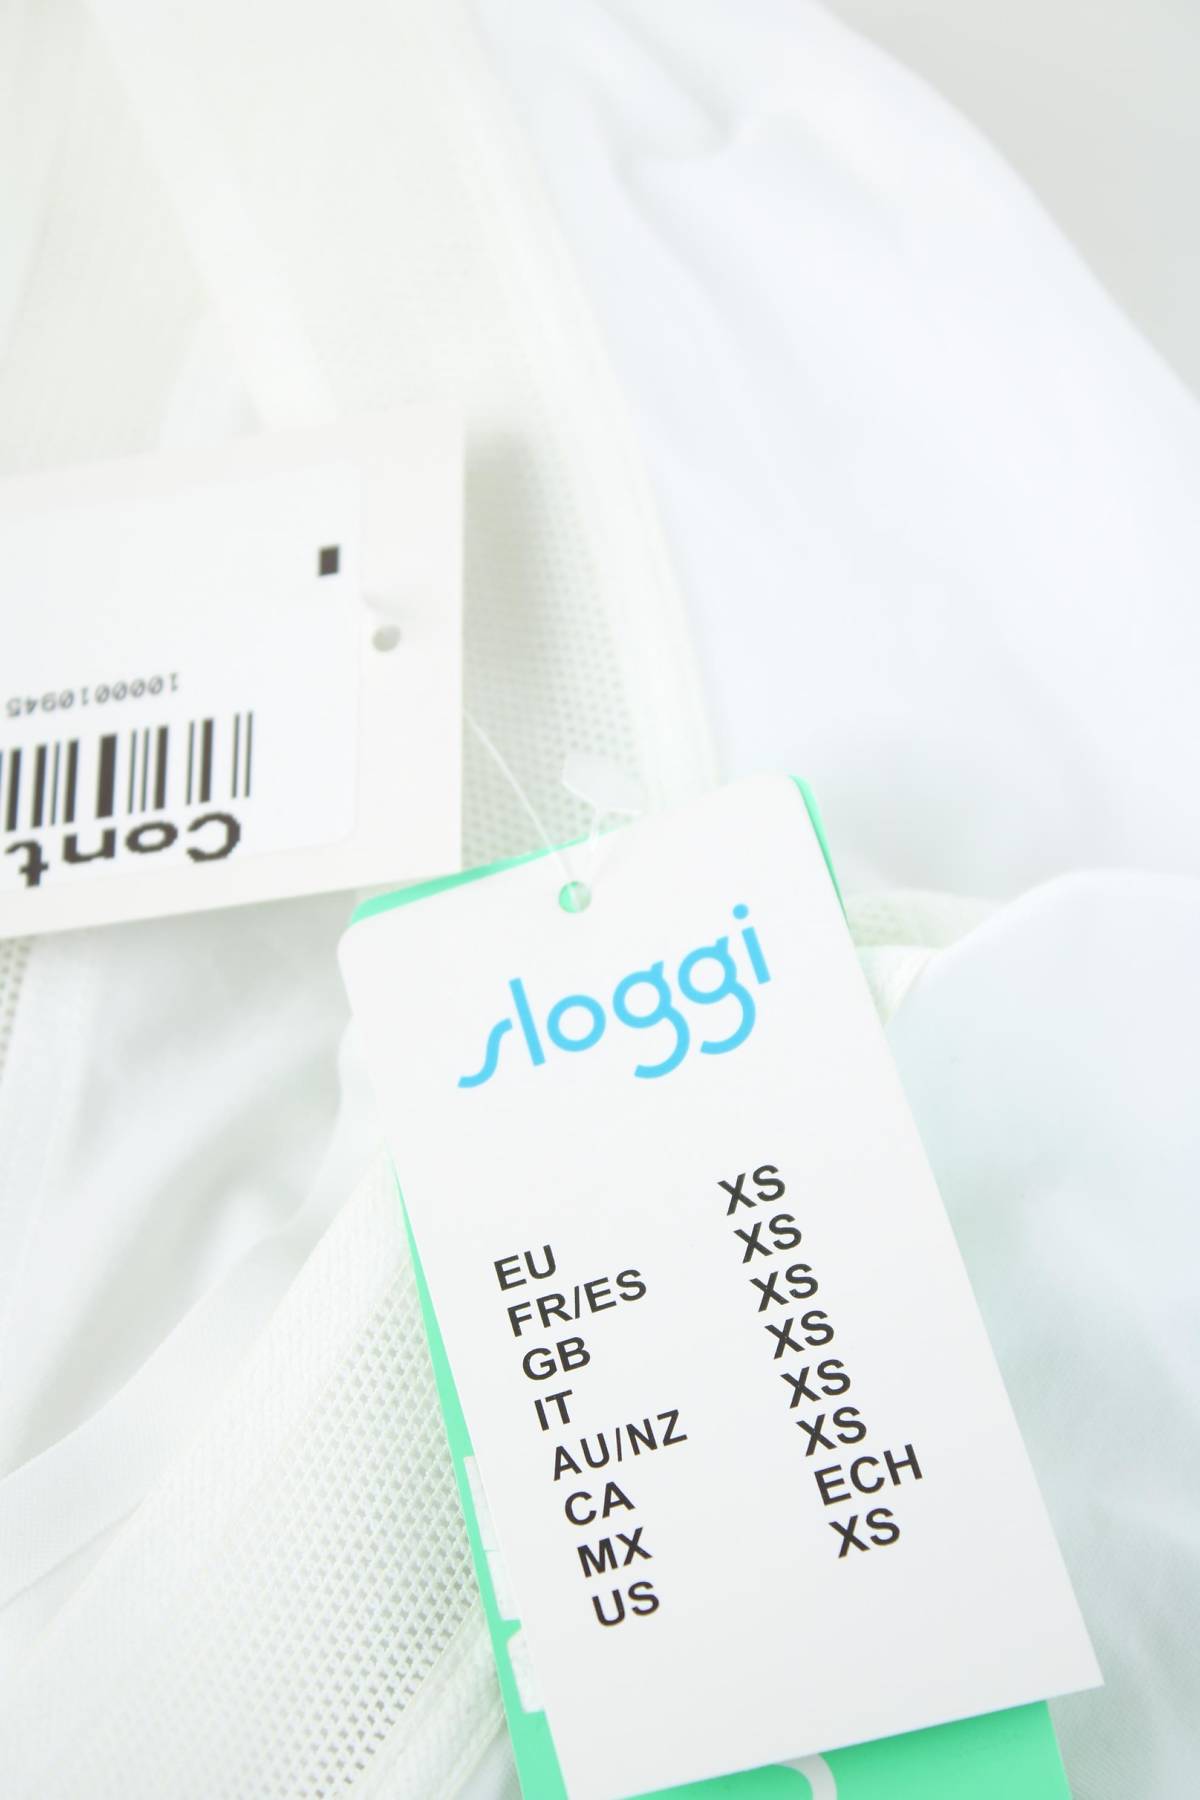 1000010945
Cont
sloggi
EU XS
FR/ES XS
GB XS
IT XS
AU/NZ XS
CA XS
MX ECH
US XS